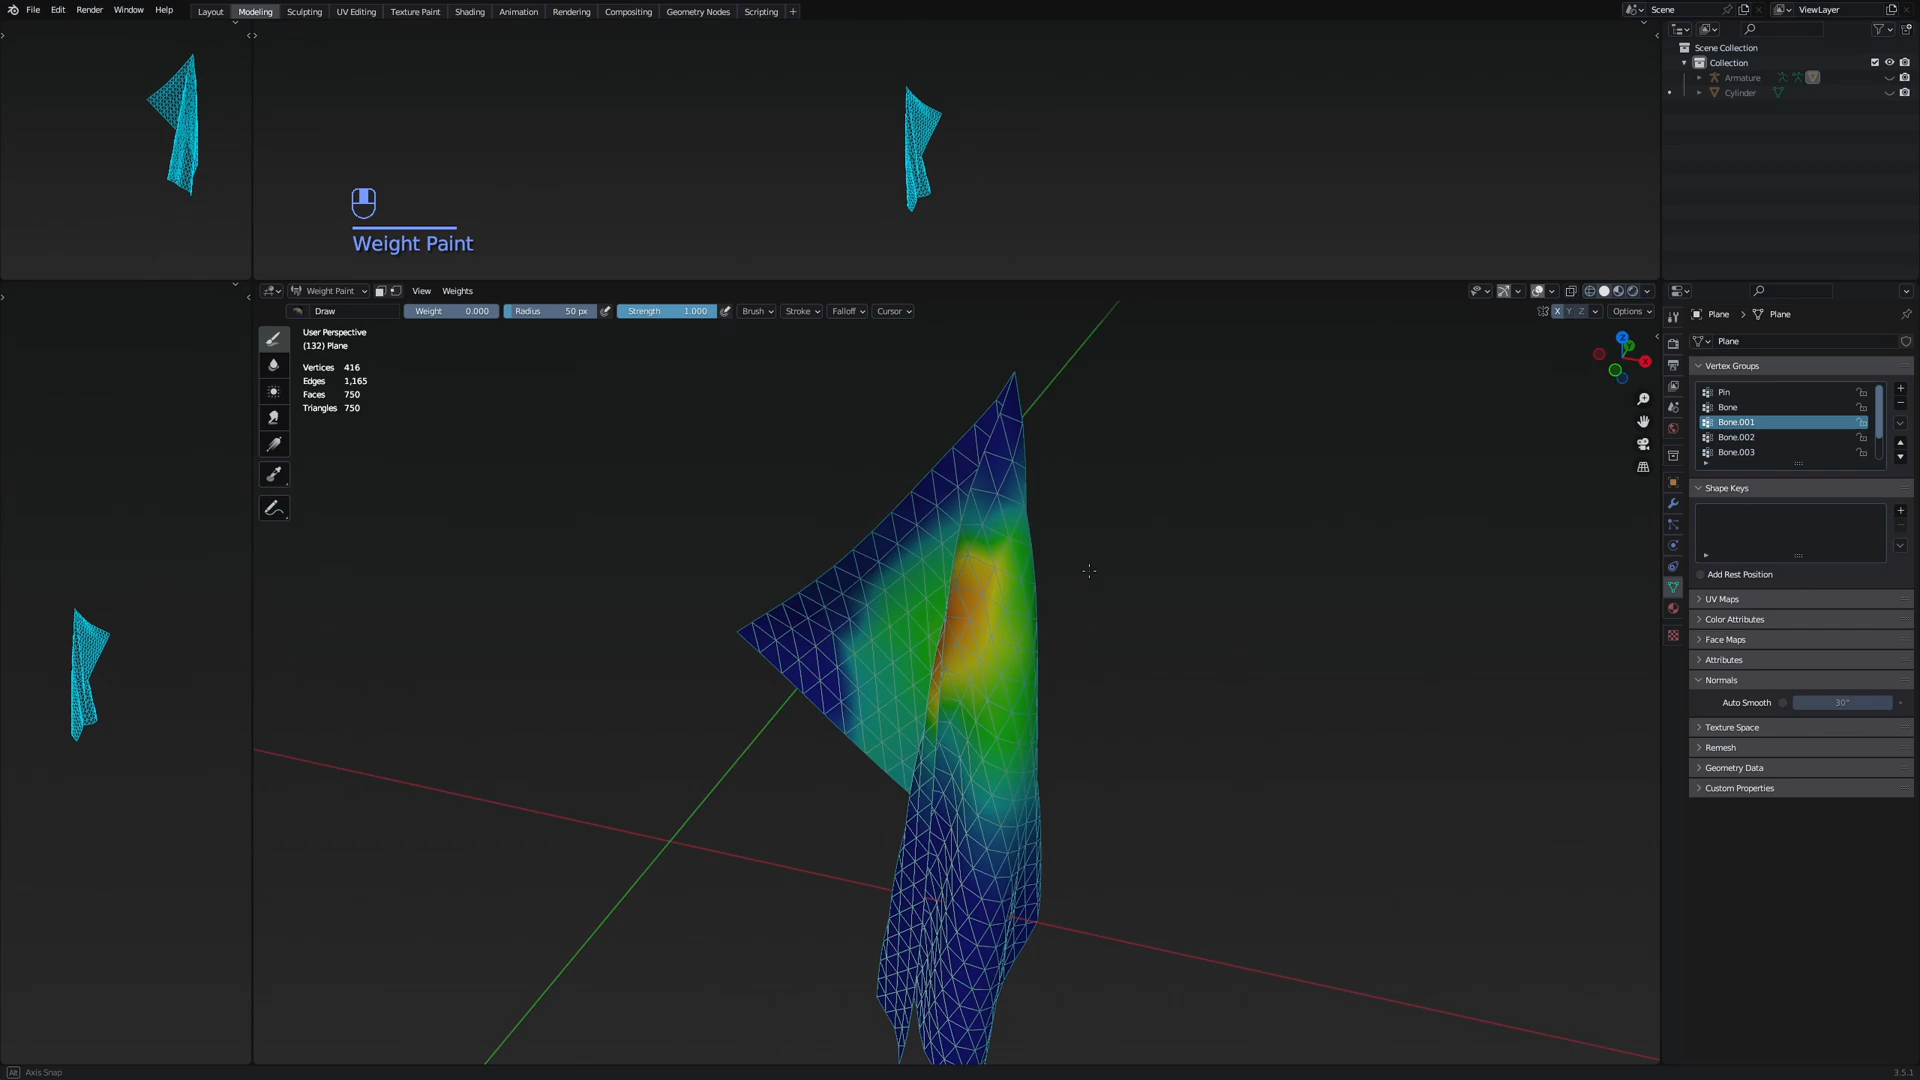 File Edit Render Window Help Layout Modeling Sculpting UV Editing Texture Paint Shading Animation Rendering Compositing Geometry Nodes Scripting + Scene ViewLayer
Scene Collection
Collection
Armature
Cylinder
Weight Paint
Weight Paint View Weights
Draw Weight 0.000 Radius 50 px Strength 1.000 Brush Stroke Falloff Cursor X Y Z Options
User Perspective
(132) Plane
Vertices 416
Edges 1,165
Faces 750
Triangles 750
Z
Y
X
Plane > Plane
Plane
Vertex Groups
Pin
Bone
Bone.001
Bone.002
Bone.003
Shape Keys
Add Rest Position
UV Maps
Color Attributes
Face Maps
Attributes
Normals
Auto Smooth 30°
Texture Space
Remesh
Geometry Data
Custom Properties
Alt Axis Snap 3.5.1